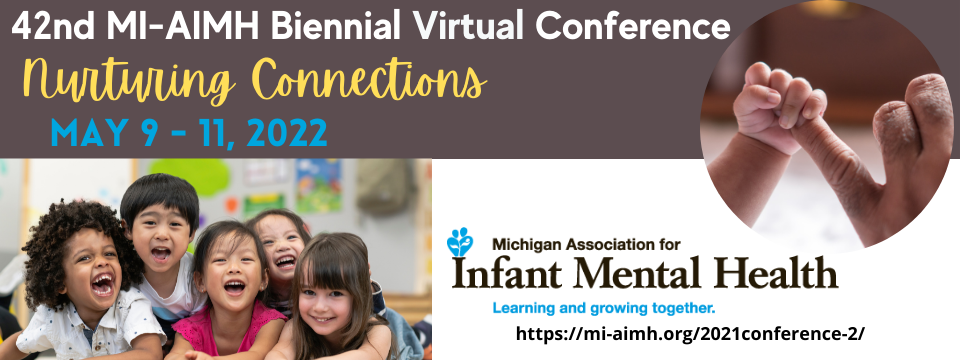 42nd MI-AIMH Biennial Virtual Conference
Nurturing Connections
MAY 9 - 11, 2022
Michigan Association for
Infant Mental Health
Learning and growing together.
https://mi-aimh.org/2021conference-2/